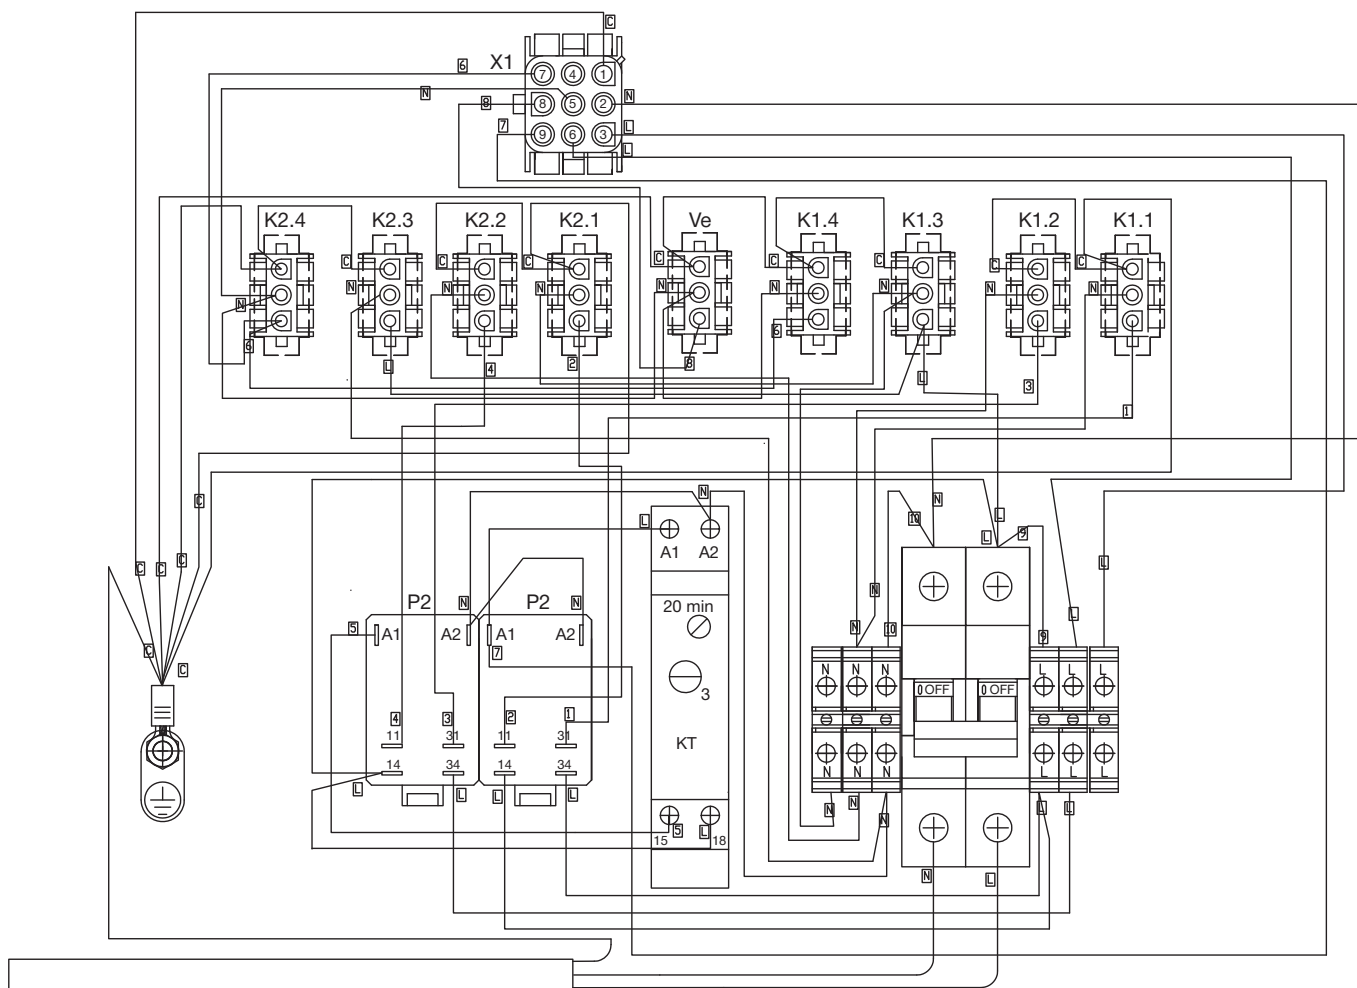 C
X1
6
7 4 1
N
8
8 5 2
N
7
9 6 3
L
L
K2.4 K2.3 K2.2 K2.1 Ve K1.4 K1.3 K1.2 K1.1
C C C C C C C C
N N N N N N N N N
6 L 4 2 8 6 L 3 1
C
N
L
10
N
L
L
9
A1 A2
C C C
L
P2 P2
N N
20 min
5
A1 A2 A1 A2
7
3
N
N
10
9
L
L
C C
N N N
L L L
0 OFF 0 OFF
4 3 2 1
11 31 11 31
KT
14 34 14 34
N N N
L L L
L L L L
15 5 L 18
N N N
L L
N L